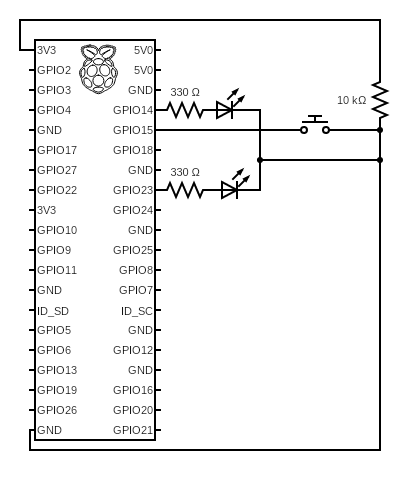 3V3 5V0
GPIO2 5V0
GPIO3 GND 330 Ω
GPIO4 GPIO14 10 kΩ
GND GPIO15
GPIO17 GPIO18
GPIO27 GND 330 Ω
GPIO22 GPIO23
3V3 GPIO24
GPIO10 GND
GPIO9 GPIO25
GPIO11 GPIO8
GND GPIO7
ID_SD ID_SC
GPIO5 GND
GPIO6 GPIO12
GPIO13 GND
GPIO19 GPIO16
GPIO26 GPIO20
GND GPIO21